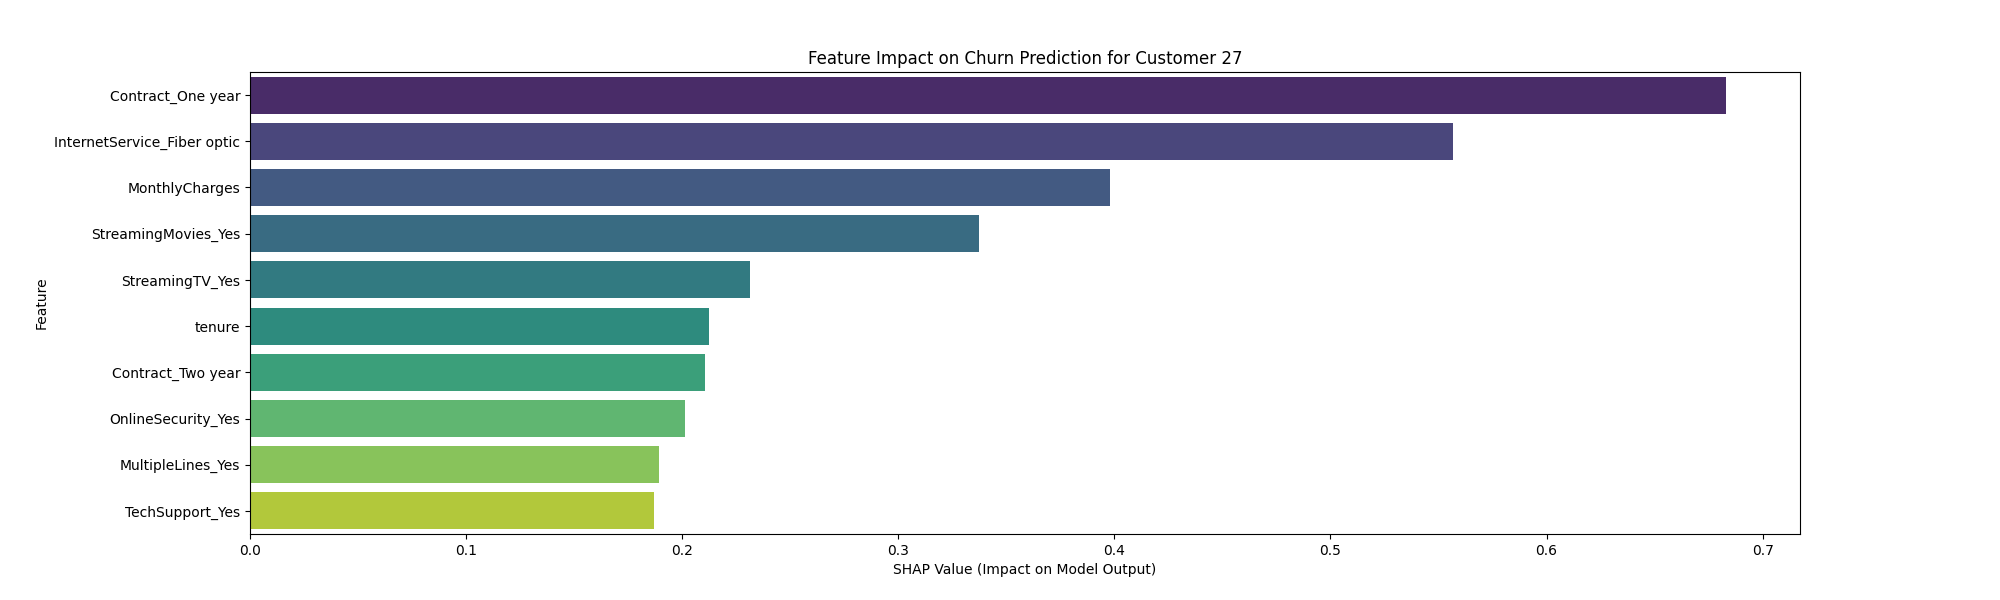 Feature Impact on Churn Prediction for Customer 27
Contract_One year
InternetService_Fiber optic
MonthlyCharges
StreamingMovies_Yes
StreamingTV_Yes
tenure
Contract_Two year
OnlineSecurity_Yes
MultipleLines_Yes
TechSupport_Yes
Feature
0.0 0.1 0.2 0.3 0.4 0.5 0.6 0.7
SHAP Value (Impact on Model Output)